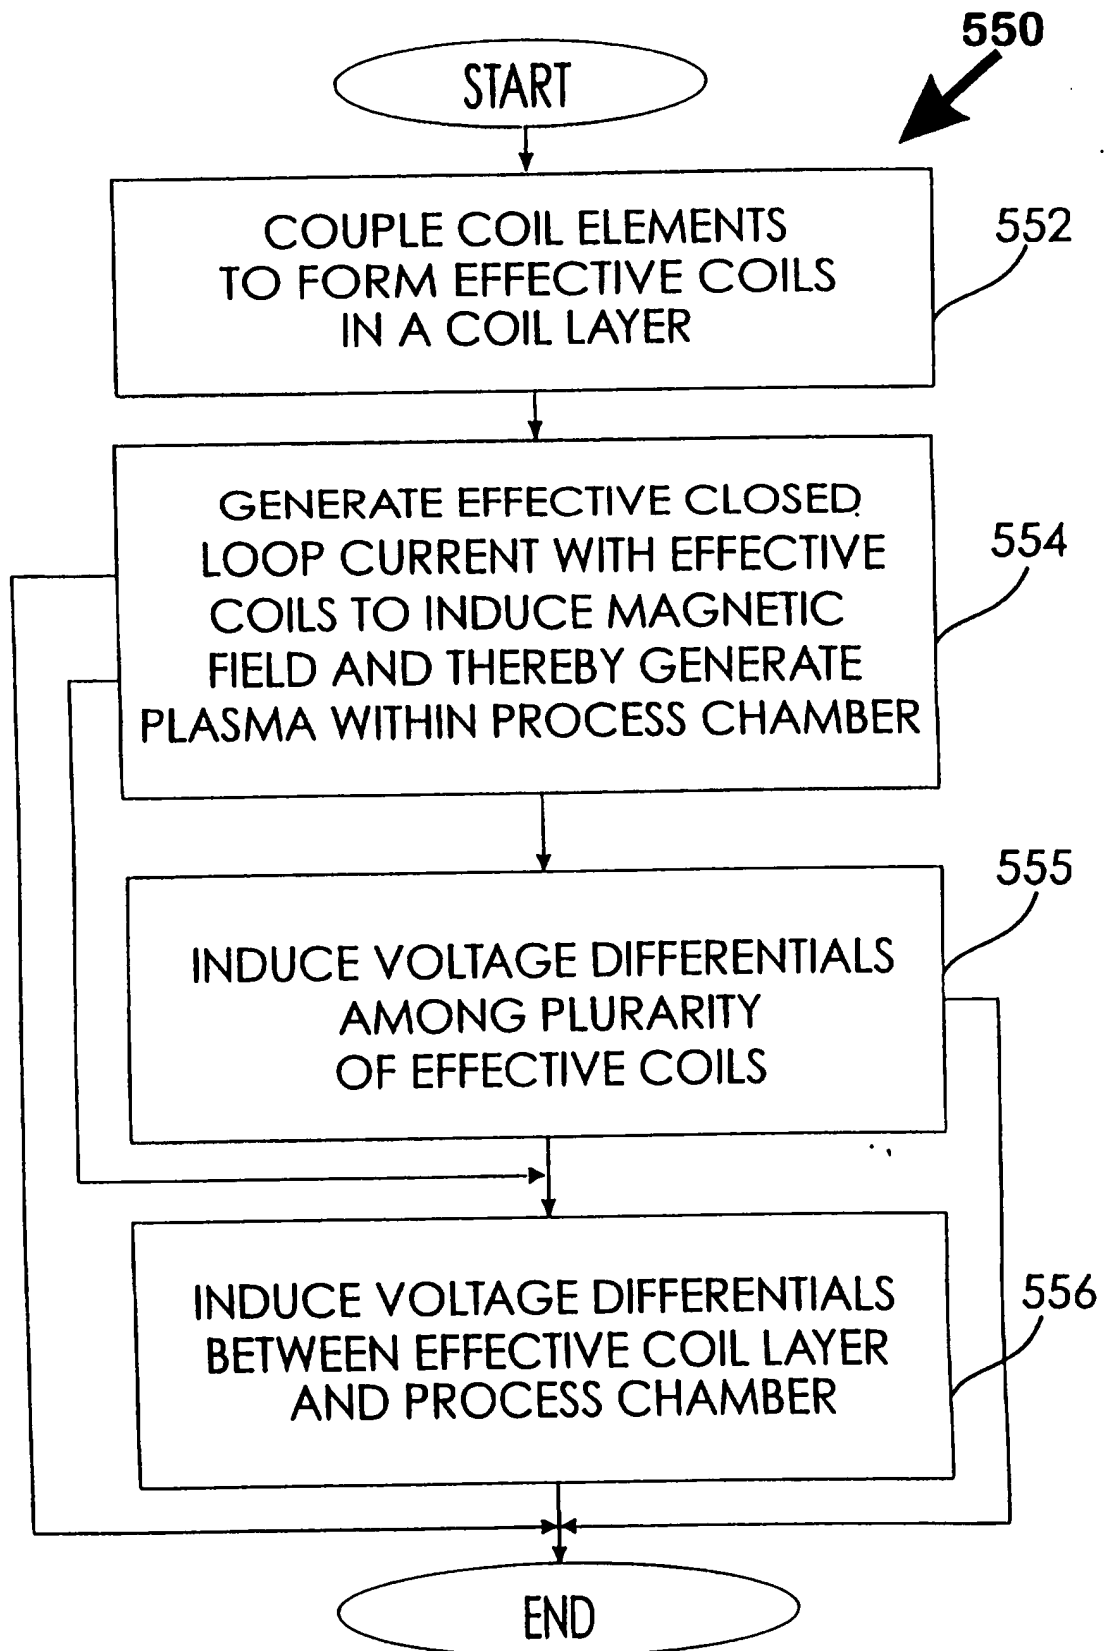 550
START
COUPLE COIL ELEMENTS
TO FORM EFFECTIVE COILS
IN A COIL LAYER
552
GENERATE EFFECTIVE CLOSED
LOOP CURRENT WITH EFFECTIVE
COILS TO INDUCE MAGNETIC
FIELD AND THEREBY GENERATE
PLASMA WITHIN PROCESS CHAMBER
554
INDUCE VOLTAGE DIFFERENTIALS
AMONG PLURARITY
OF EFFECTIVE COILS
555
INDUCE VOLTAGE DIFFERENTIALS
BETWEEN EFFECTIVE COIL LAYER
AND PROCESS CHAMBER
556
END